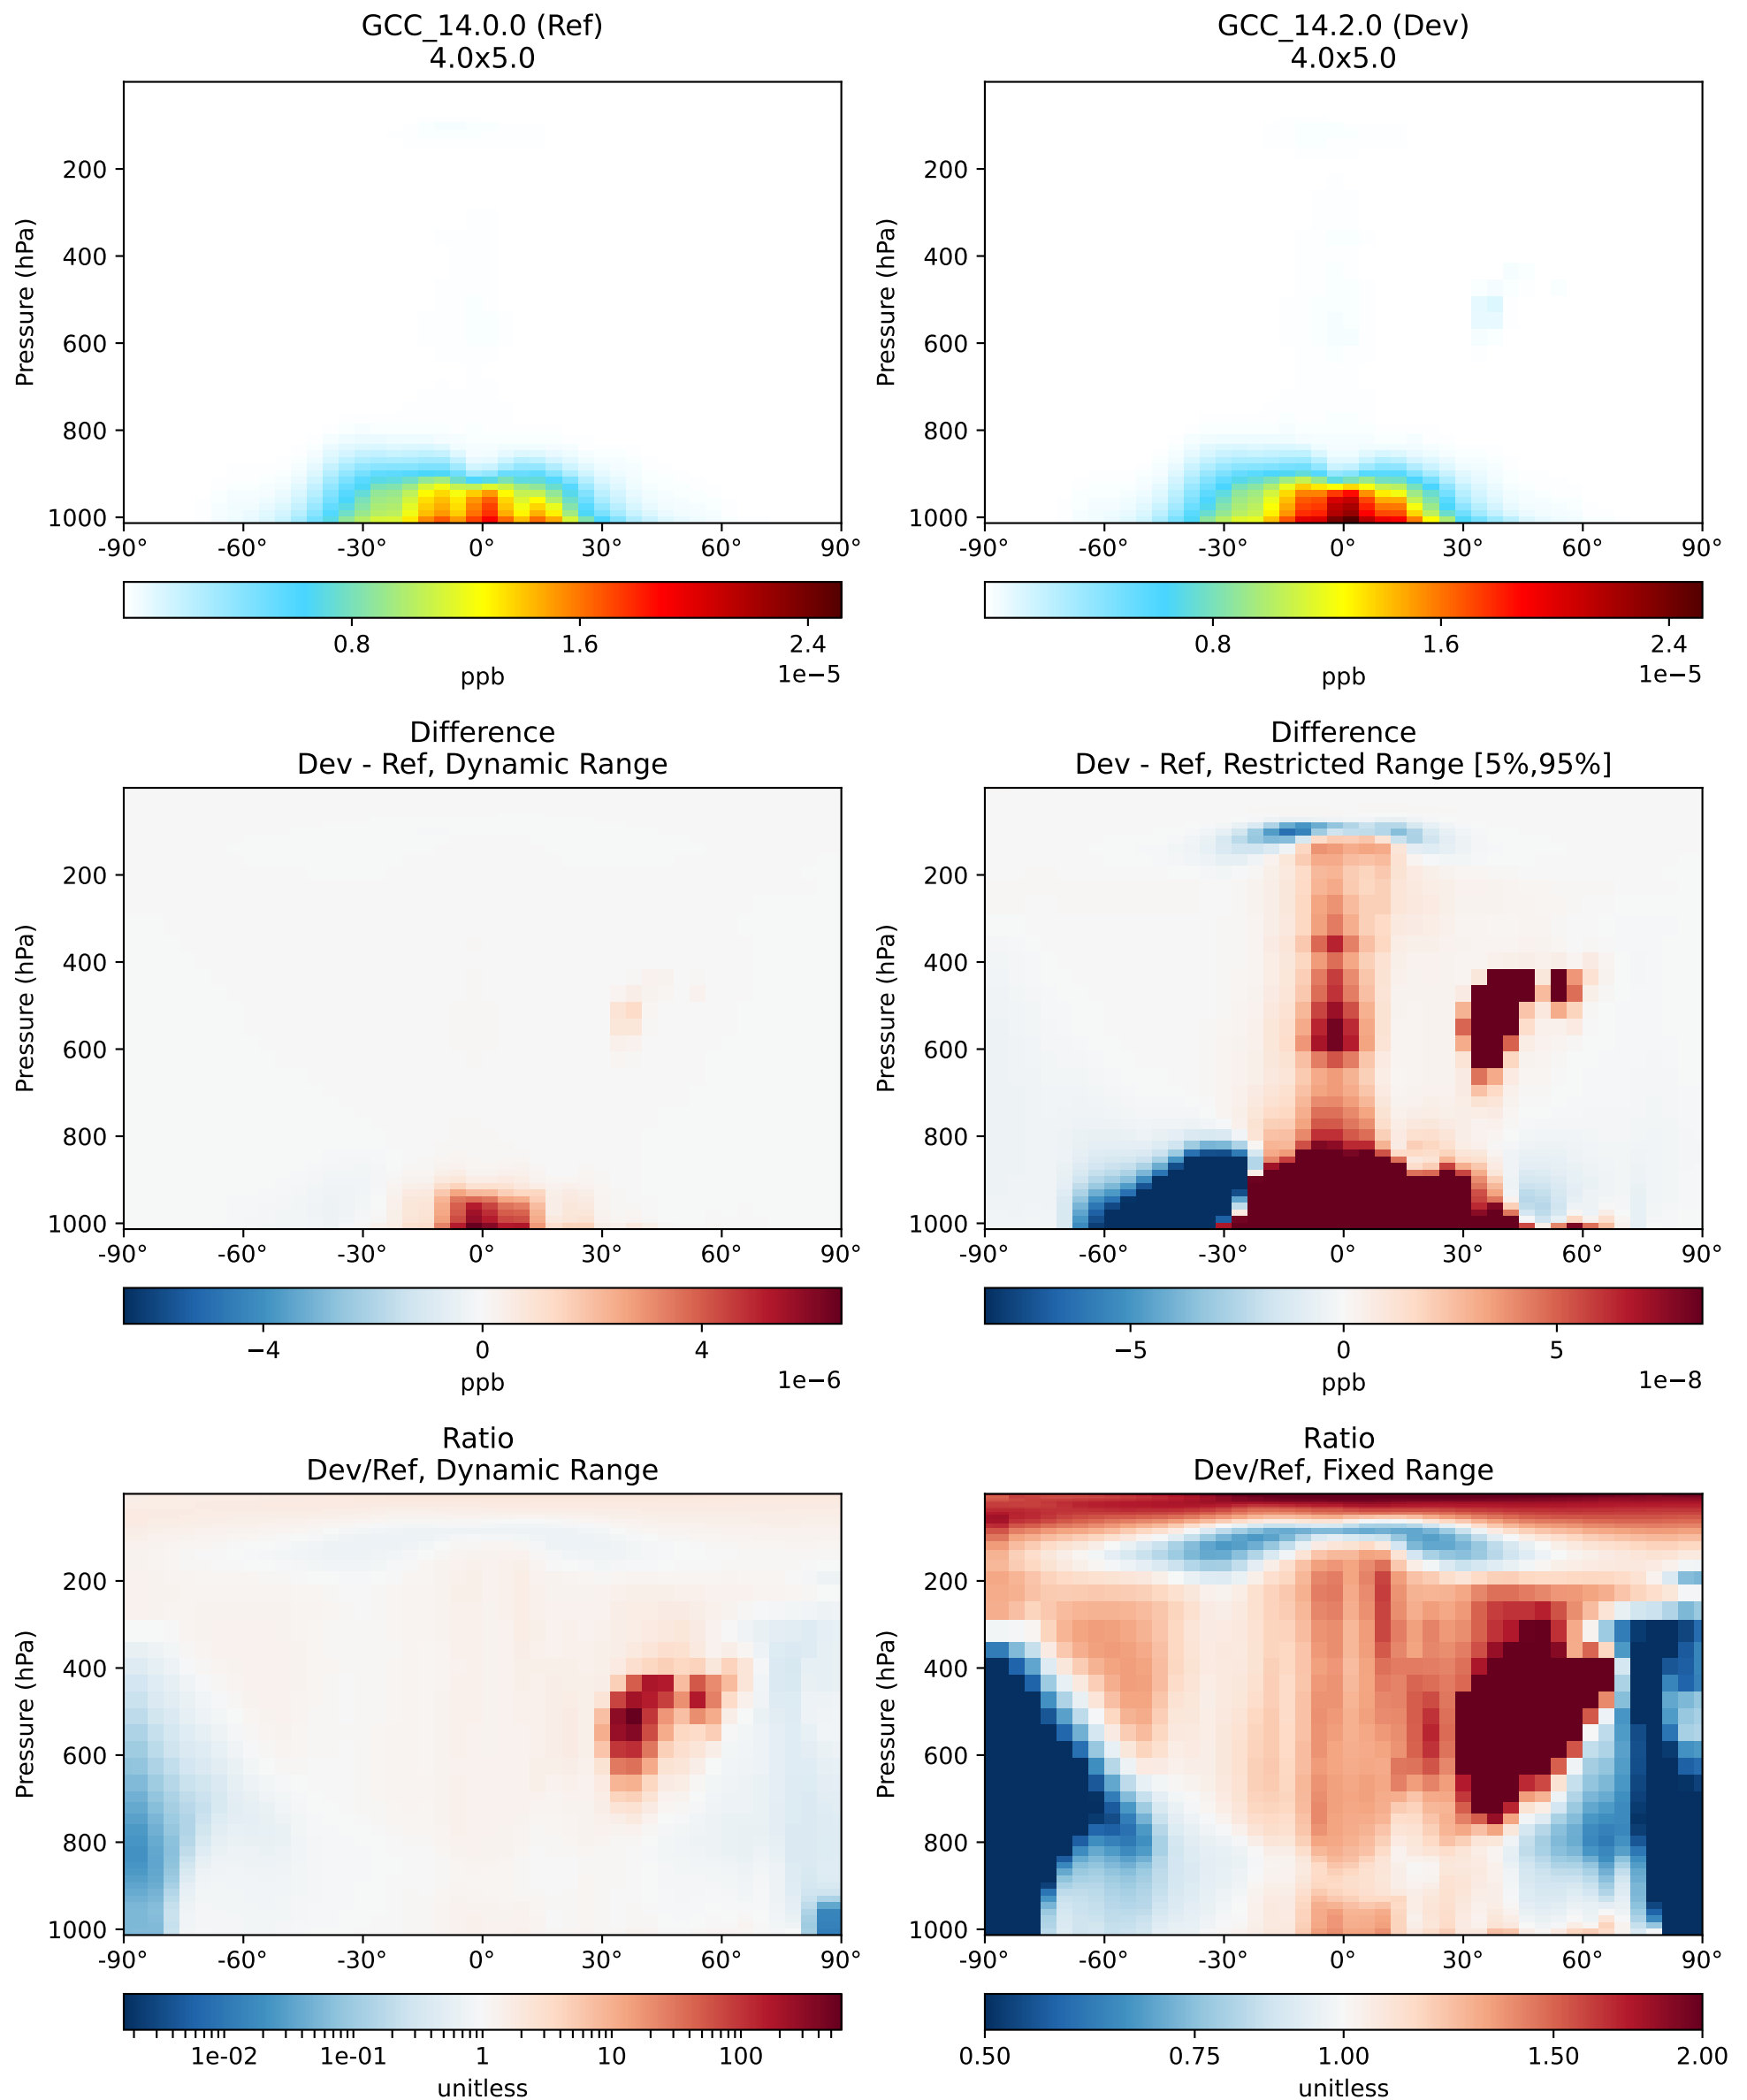 GCC_14.0.0 (Ref)
4.0x5.0
Pressure (hPa)
200
400
600
800
1000
-90° -60° -30° 0° 30° 60° 90°
0.8 1.6 2.4
1e−5
ppb
GCC_14.2.0 (Dev)
4.0x5.0
Pressure (hPa)
200
400
600
800
1000
-90° -60° -30° 0° 30° 60° 90°
0.8 1.6 2.4
1e−5
ppb
Difference
Dev - Ref, Dynamic Range
Pressure (hPa)
200
400
600
800
1000
-90° -60° -30° 0° 30° 60° 90°
−4 0 4
1e−6
ppb
Difference
Dev - Ref, Restricted Range [5%,95%]
Pressure (hPa)
200
400
600
800
1000
-90° -60° -30° 0° 30° 60° 90°
−5 0 5
1e−8
ppb
Ratio
Dev/Ref, Dynamic Range
Pressure (hPa)
200
400
600
800
1000
-90° -60° -30° 0° 30° 60° 90°
1e-02 1e-01 1 10 100
unitless
Ratio
Dev/Ref, Fixed Range
Pressure (hPa)
200
400
600
800
1000
-90° -60° -30° 0° 30° 60° 90°
0.50 0.75 1.00 1.50 2.00
unitless